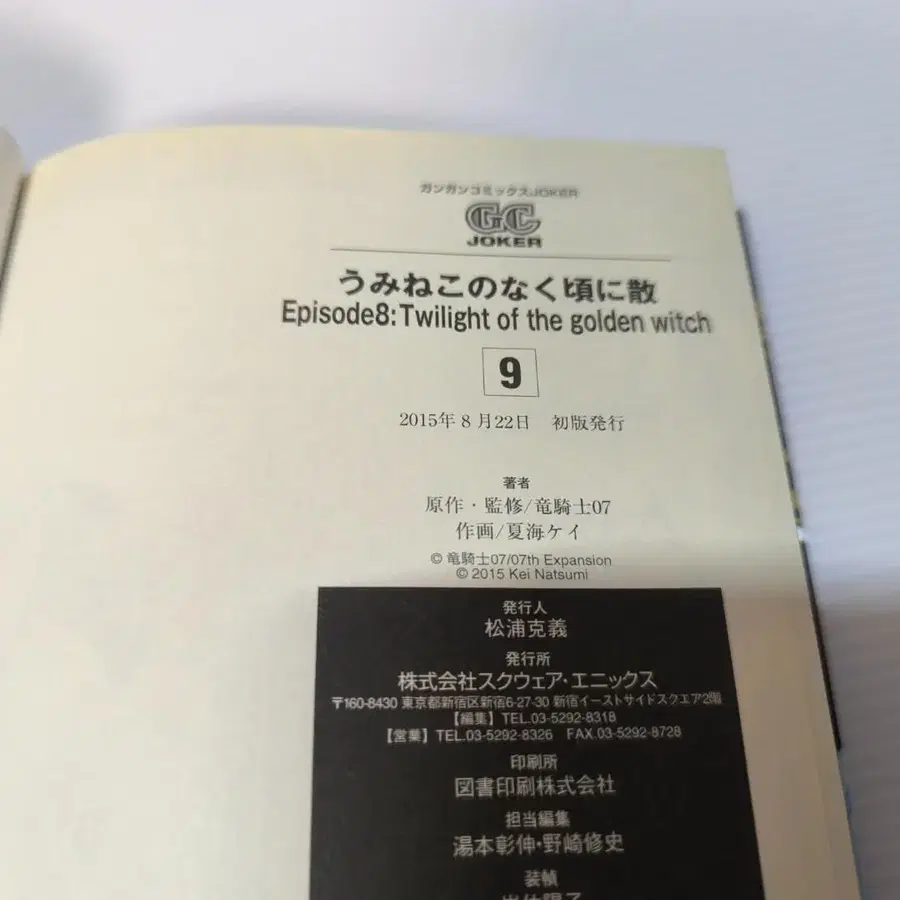 ガンガンコミックスJOKER
GC
JOKER
うみねこのなく頃に散
Episode8:Twilight of the golden witch
9
2015年8月22日 初版発行
著者
原作・監修/竜騎士07
作画/夏海ケイ
© 竜騎士07/07th Expansion
© 2015 Kei Natsumi
発行人
松浦克義
発行所
株式会社スクウェア・エニックス
〒160-8430 東京都新宿区新宿6-27-30 新宿イーストサイドスクエア2階
【編集】TEL.03-5292-8318
【営業】TEL.03-5292-8326 FAX.03-5292-8728
印刷所
図書印刷株式会社
担当編集
湯本彰伸・野崎修史
装幀